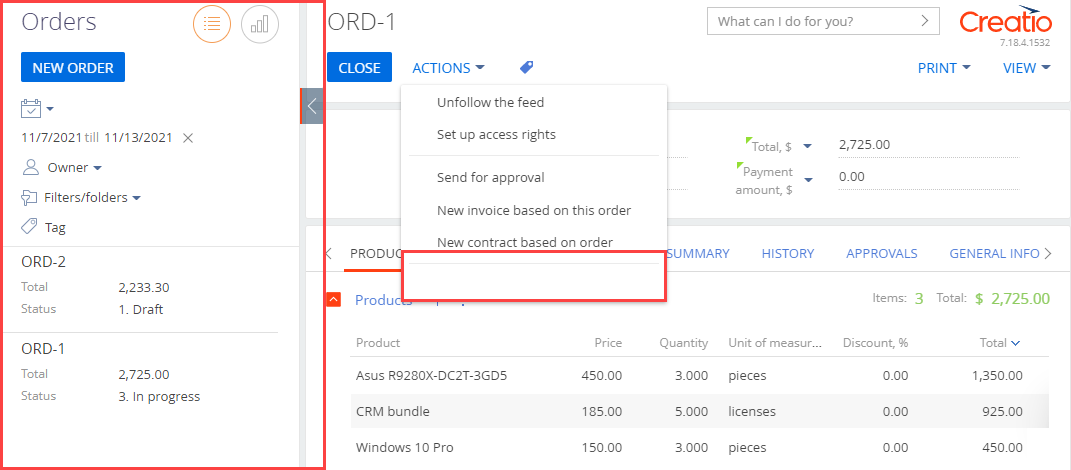 Orders
NEW ORDER
11/7/2021 till 11/13/2021
Owner
Filters/folders
Tag
ORD-2
Total 2,233.30
Status 1. Draft
ORD-1
Total 2,725.00
Status 3. In progress
ORD-1
What can I do for you?
Creatio
7.18.4.1532
CLOSE ACTIONS PRINT VIEW
Unfollow the feed
Set up access rights
Send for approval
New invoice based on this order
New contract based on order
Total, $ 2,725.00
Payment
amount, $ 0.00
SUMMARY HISTORY APPROVALS GENERAL INFO
Products Items: 3 Total: $ 2,725.00
Product Price Quantity Unit of measur... Discount, % Total
Asus R9280X-DC2T-3GD5 450.00 3.000 pieces 0.00 1,350.00
CRM bundle 185.00 5.000 licenses 0.00 925.00
Windows 10 Pro 150.00 3.000 pieces 0.00 450.00